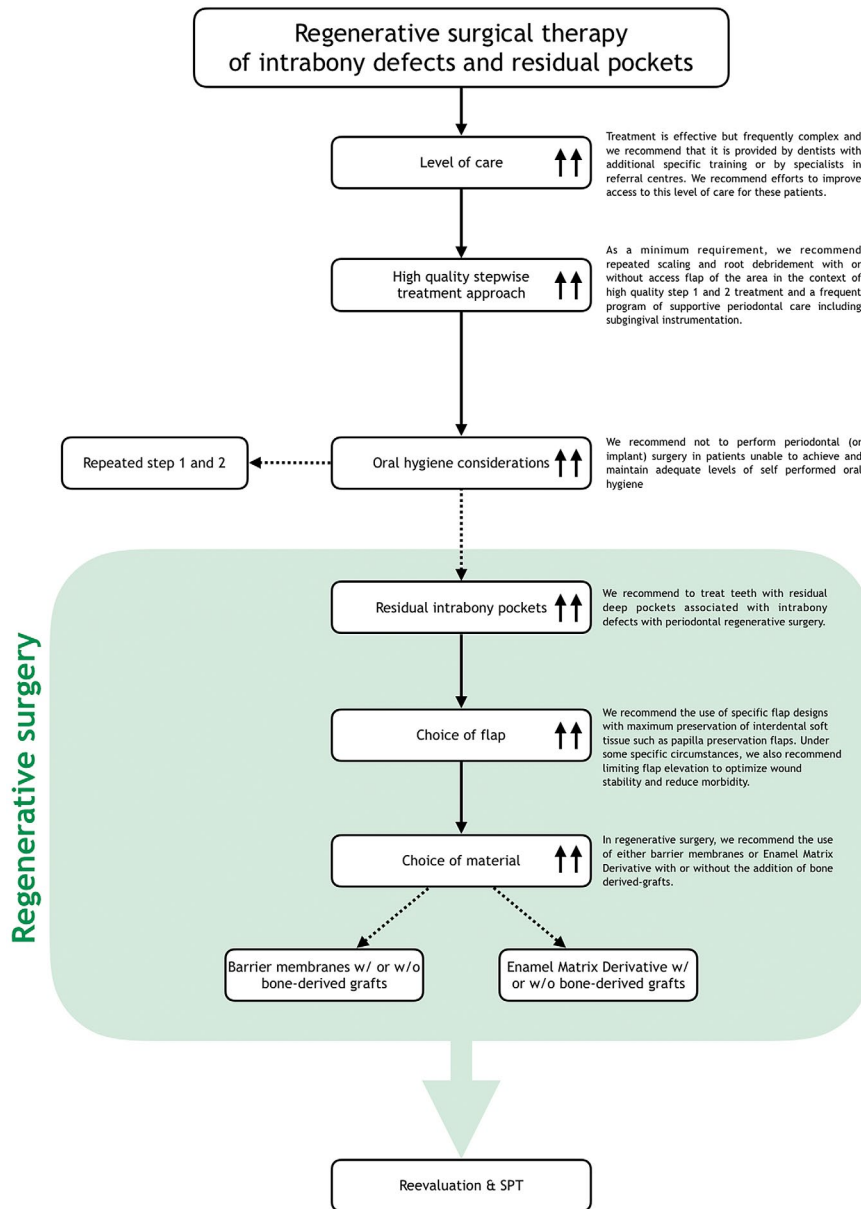 Regenerative surgical therapy
of intrabony defects and residual pockets
Level of care
Treatment is effective but frequently complex and
we recommend that it is provided by dentists with
additional specific training or by specialists in
referral centres. We recommend efforts to improve
access to this level of care for these patients.
High quality stepwise
treatment approach
As a minimum requirement, we recommend
repeated scaling and root debridement with or
without access flap of the area in the context of
high quality step 1 and 2 treatment and a frequent
program of supportive periodontal care including
subgingival instrumentation.
Repeated step 1 and 2
Oral hygiene considerations
We recommend not to perform periodontal (or
implant) surgery in patients unable to achieve and
maintain adequate levels of self performed oral
hygiene
Regenerative surgery
Residual intrabony pockets
We recommend to treat teeth with residual
deep pockets associated with intrabony
defects with periodontal regenerative surgery.
Choice of flap
We recommend the use of specific flap designs
with maximum preservation of interdental soft
tissue such as papilla preservation flaps. Under
some specific circumstances, we also recommend
limiting flap elevation to optimize wound
stability and reduce morbidity.
Choice of material
In regenerative surgery, we recommend the use
of either barrier membranes or Enamel Matrix
Derivative with or without the addition of bone
derived-grafts.
Barrier membranes w/ or w/o
bone-derived grafts
Enamel Matrix Derivative w/
or w/o bone-derived grafts
Reevaluation & SPT